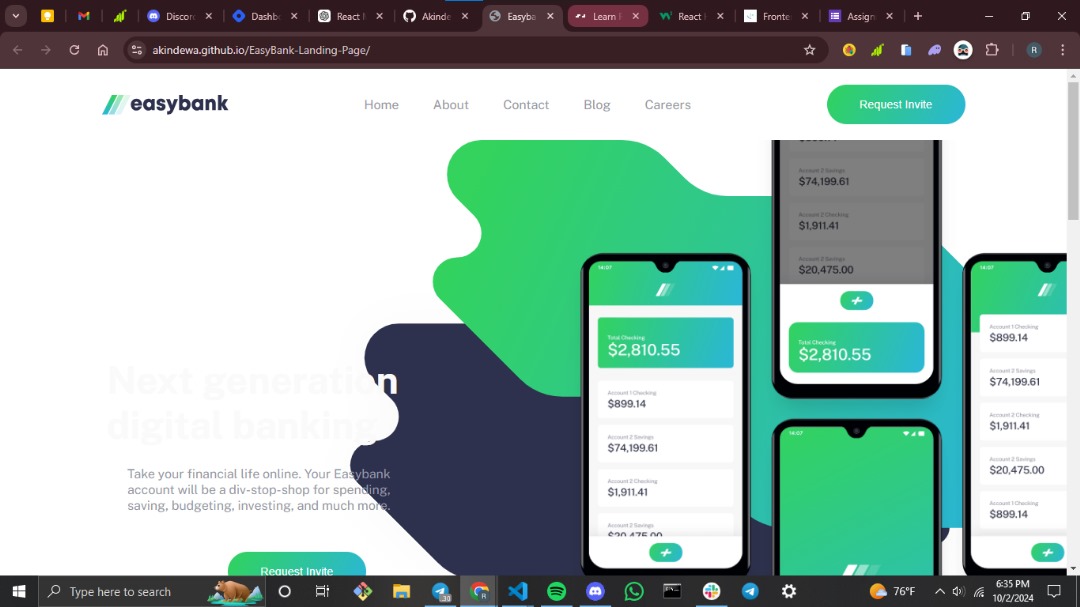 Discor
Dashb
React I
Akinde
Easyba
Learn
React
Fronte
Assign
akindewa.github.io/EasyBank-Landing-Page/
R
easybank
Home
About
Contact
Blog
Careers
Request Invite
Next generation
digital banking
Take your financial life online. Your Easybank
account will be a div-stop-shop for spending,
saving, budgeting, investing, and much more.
Request Invite
14:07
Total Checking
$2,810.55
Account 1 Checking
$899.14
Account 2 Savings
$74,199.61
Account 2 Checking
$1,911.41
Account 2 Savings
$20,475.00
Account 2 Savings
$74,199.61
Account 2 Checking
$1,911.41
Account 2 Savings
$20,475.00
Total Checking
$2,810.55
14:07
14:07
Account 1 Checking
$899.14
Account 2 Savings
$74,199.61
Account 2 Checking
$1,911.41
Account 2 Savings
$20,475.00
Account 1 Checking
$899.14
Type here to search
76°F
6:35 PM
10/2/2024